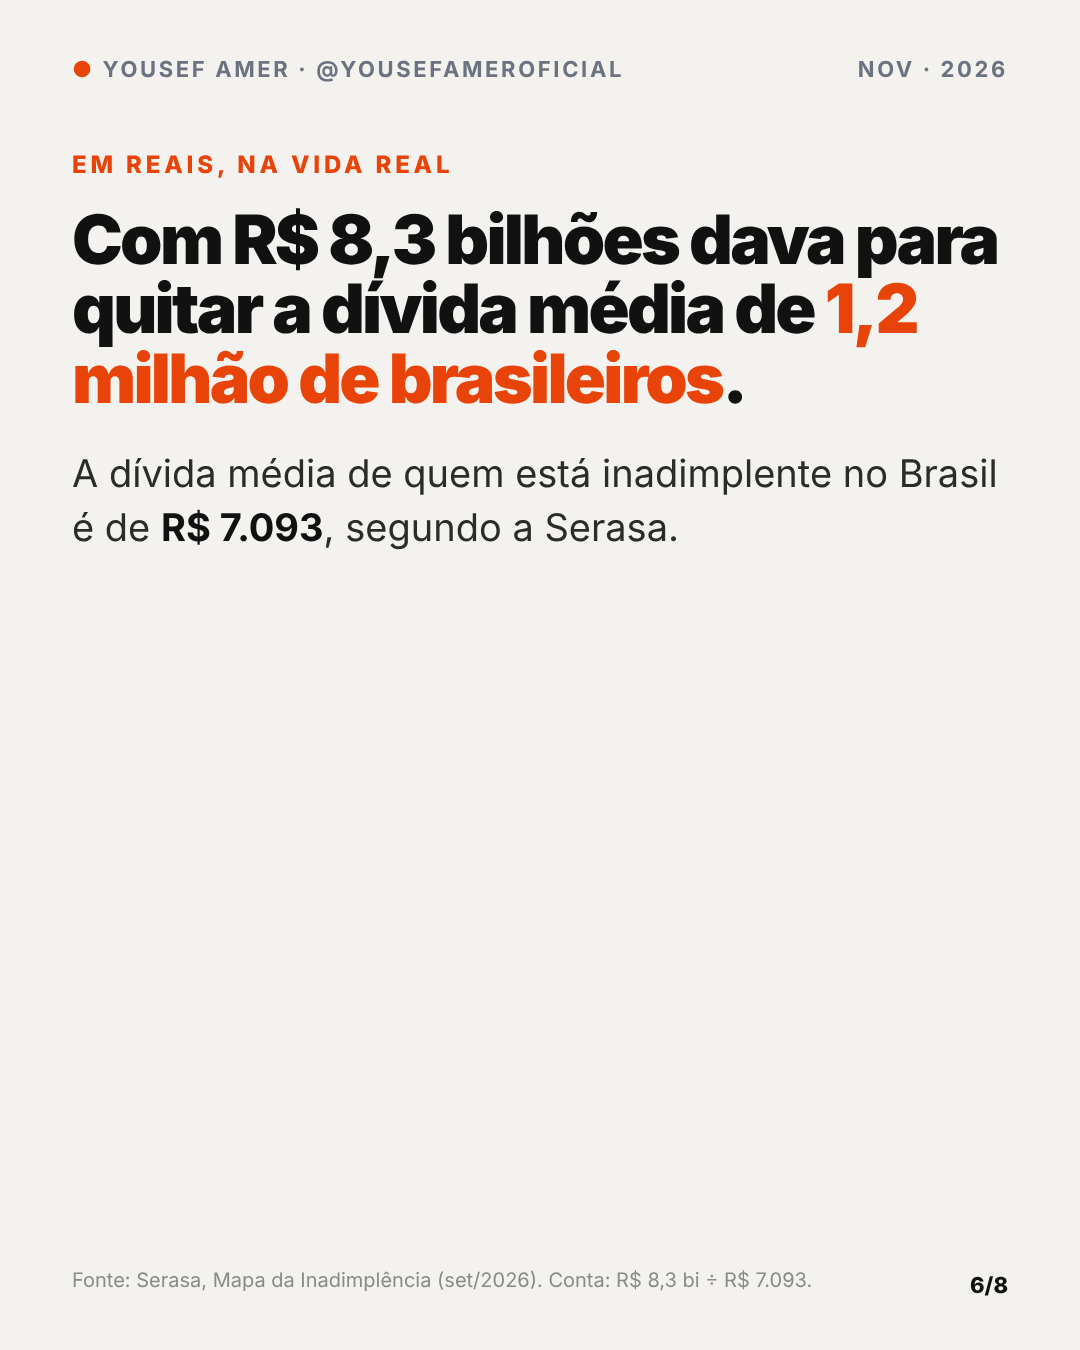 YOUSEF AMER · @YOUSEFAMEROFICIAL
NOV · 2026
EM REAIS, NA VIDA REAL
Com R$ 8,3 bilhões dava para
quitar a dívida média de 1,2
milhão de brasileiros.
A dívida média de quem está inadimplente no Brasil
é de R$ 7.093, segundo a Serasa.
Fonte: Serasa, Mapa da Inadimplência (set/2026). Conta: R$ 8,3 bi ÷ R$ 7.093.
6/8